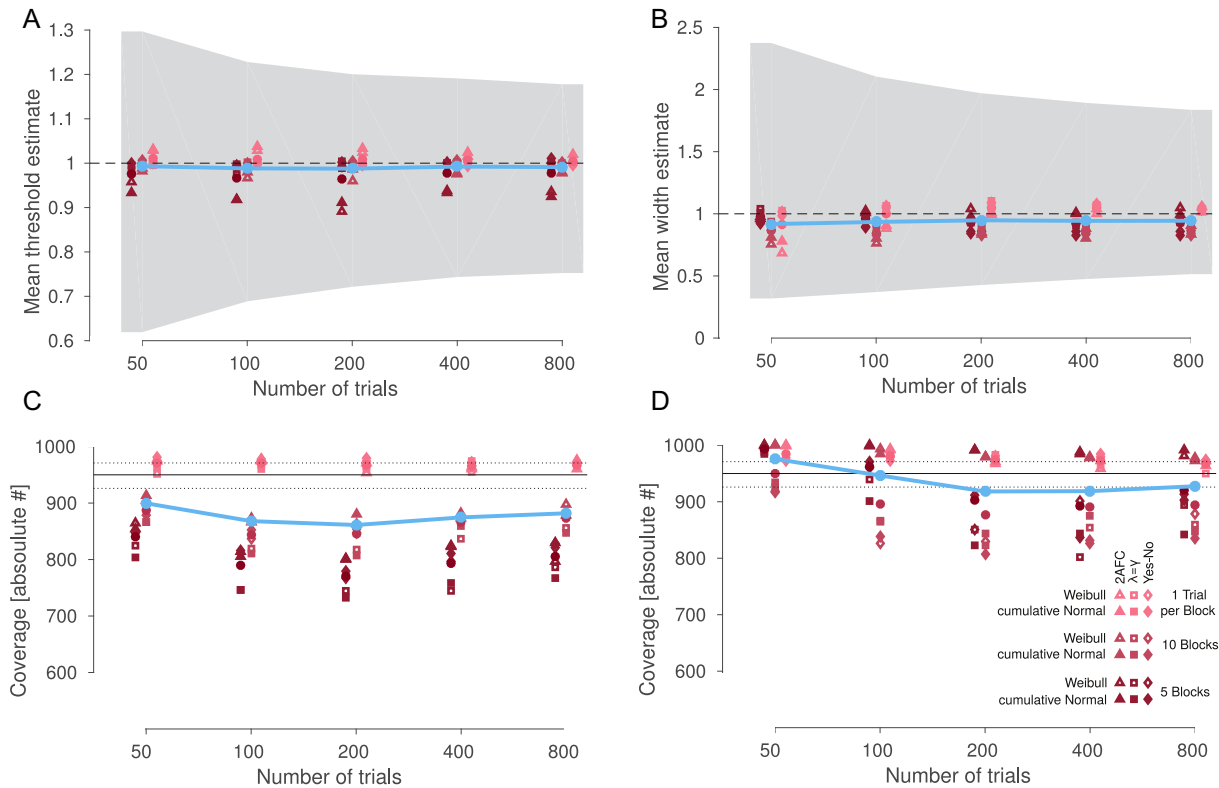 A
1.3
1.2
1.1
1
0.9
0.8
0.7
0.6
Mean threshold estimate
50 100 200 400 800
Number of trials
B
2.5
2
1.5
1
0.5
0
Mean width estimate
50 100 200 400 800
Number of trials
C
1000
900
800
700
600
Coverage [absoulute #]
50 100 200 400 800
Number of trials
D
1000
900
800
700
600
Coverage [absolute #]
2AFC
λ=γ
Yes-No
Weibull
1 Trial
cumulative Normal
per Block
Weibull
10 Blocks
cumulative Normal
Weibull
5 Blocks
cumulative Normal
50 100 200 400 800
Number of trials